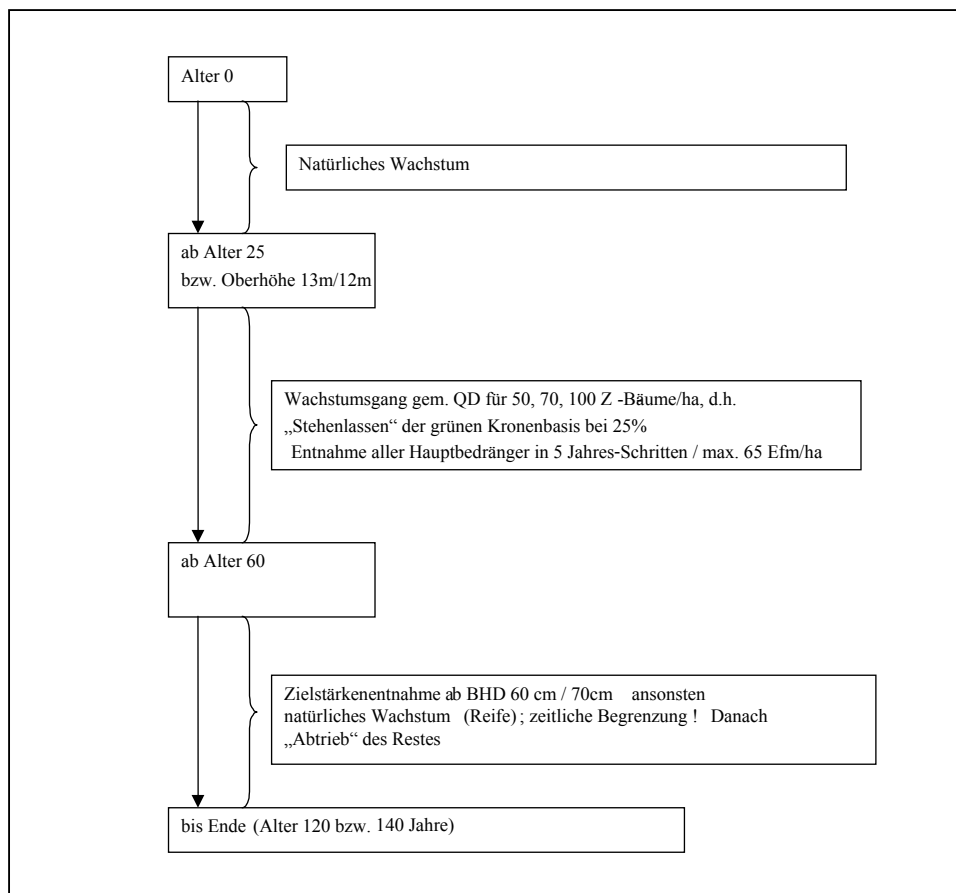 Alter 0
Natürliches Wachstum
ab Alter 25
bzw. Oberhöhe 13m/12m
Wachstumsgang gem. QD für 50, 70, 100 Z -Bäume/ha, d.h.
„Stehenlassen“ der grünen Kronenbasis bei 25%
Entnahme aller Hauptbedränger in 5 Jahres-Schritten / max. 65 Efm/ha
ab Alter 60
Zielstärkenentnahme ab BHD 60 cm / 70cm ansonsten
natürliches Wachstum (Reife) ; zeitliche Begrenzung ! Danach
„Abtrieb“ des Restes
bis Ende (Alter 120 bzw. 140 Jahre)